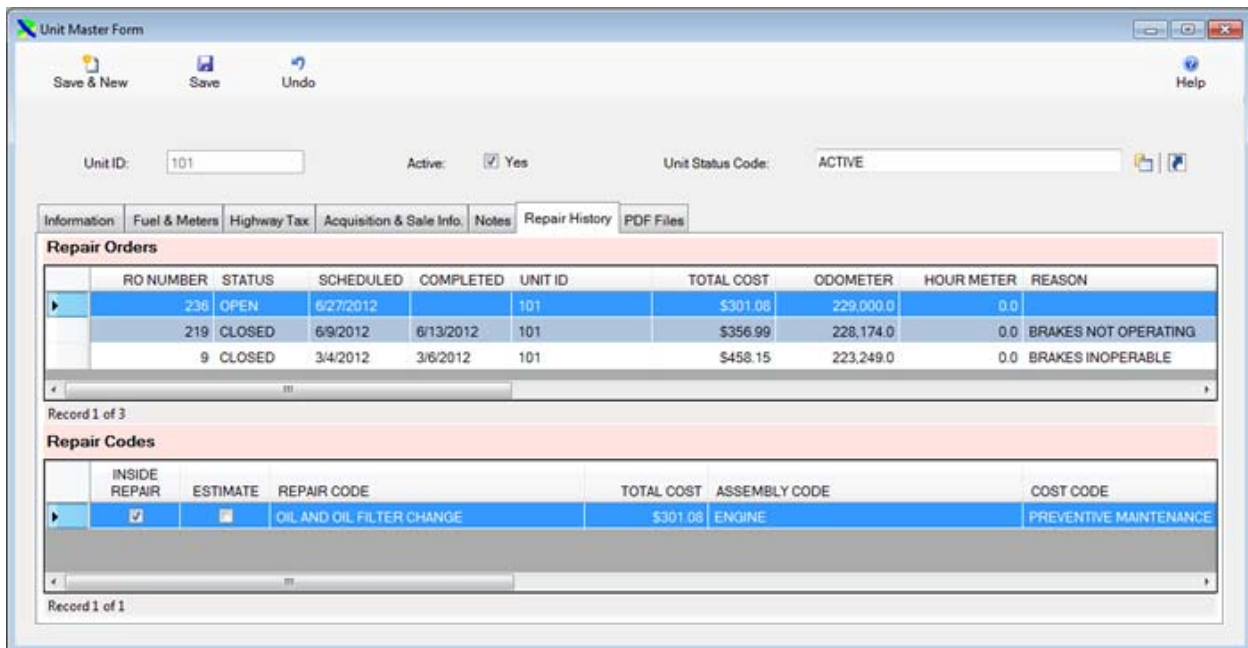 Unit Master Form
Save & New Save Undo Help
Unit ID: 101 Active: Yes Unit Status Code: ACTIVE
Information Fuel & Meters Highway Tax Acquisition & Sale Info. Notes Repair History PDF Files
Repair Orders
RO NUMBER STATUS SCHEDULED COMPLETED UNIT ID TOTAL COST ODOMETER HOUR METER REASON
236 OPEN 6/27/2012 101 $301.08 229,000.0 0.0
219 CLOSED 6/9/2012 6/13/2012 101 $356.99 228,174.0 0.0 BRAKES NOT OPERATING
9 CLOSED 3/4/2012 3/6/2012 101 $458.15 223,249.0 0.0 BRAKES INOPERABLE
Record 1 of 3
Repair Codes
INSIDE
REPAIR ESTIMATE REPAIR CODE TOTAL COST ASSEMBLY CODE COST CODE
OIL AND OIL FILTER CHANGE $301.08 ENGINE PREVENTIVE MAINTENANCE
Record 1 of 1